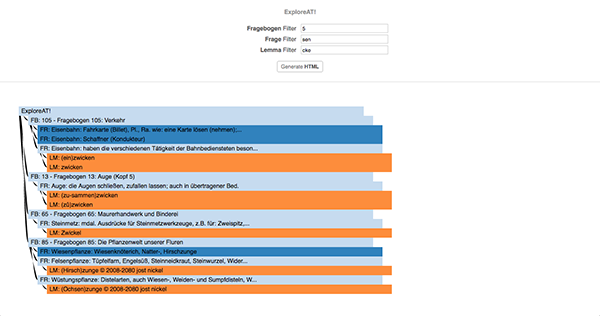 ExploreAT!
Fragebogen Filter 5
Frage Filter sen
Lemma Filter cke
Generate HTML
ExploreAT!
FB: 105 - Fragebogen 105: Verkehr
FR: Eisenbahn: Fahrkarte (Billet), Pl., Ra. wie: eine Karte lösen (nehmen);...
FR: Eisenbahn: Schaffner (Kondukteur)
FR: Eisenbahn: haben die verschiedenen Tätigkeit der Bahnbediensteten beson...
LM: (ein)zwicken
LM: zwicken
FB: 13 - Fragebogen 13: Auge (Kopf 5)
FR: Auge: die Augen schließen, zufallen lassen; auch in übertragener Bed.
LM: (zu-sammen)zwicken
LM: (zū)zwicken
FB: 65 - Fragebogen 65: Maurerhandwerk und Binderei
FR: Steinmetz: mdal. Ausdrücke für Steinmetzwerkzeuge, z.B. für: Zweispitz,...
LM: Zwickel
FB: 85 - Fragebogen 85: Die Pflanzenwelt unserer Fluren
FR: Wiesenpflanze: Wiesenknöterich, Natter-, Hirschzunge
FR: Felsenpflanze: Tüpfelfarn, Engelsüß, Steinneidkraut, Steinwurzel, Wider...
LM: (Hirsch)zunge © 2008-2080 jost nickel
FR: Wüstungspflanze: Distelarten, auch Wiesen-, Weiden- und Sumpfdisteln, W...
LM: (Ochsen)zunge © 2008-2080 jost nickel